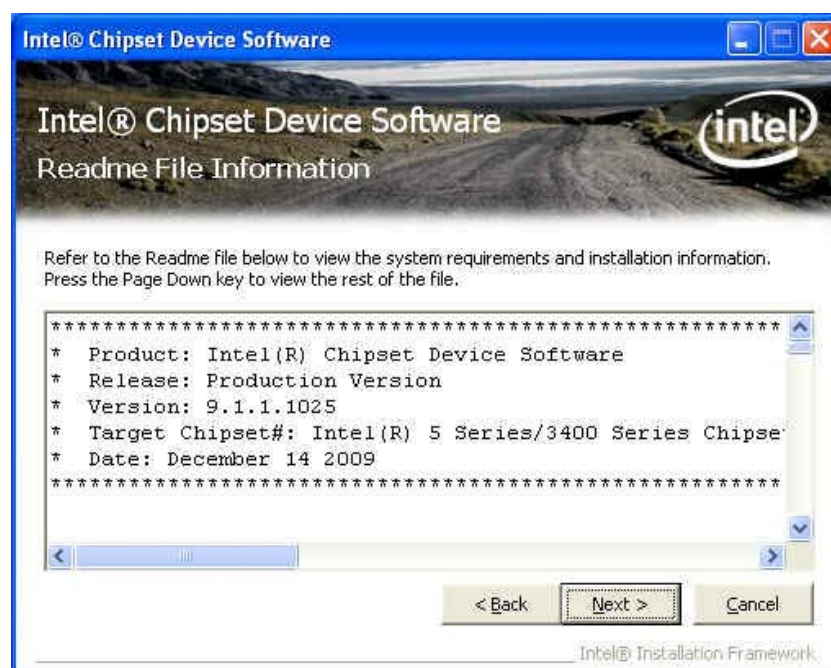 Intel® Chipset Device Software
Intel® Chipset Device Software
intel
Readme File Information
Refer to the Readme file below to view the system requirements and installation information.
Press the Page Down key to view the rest of the file.
********************************************************
* Product: Intel(R) Chipset Device Software
* Release: Production Version
* Version: 9.1.1.1025
* Target Chipset#: Intel(R) 5 Series/3400 Series Chipse
* Date: December 14 2009
********************************************************
< Back
Next >
Cancel
Intel® Installation Framework